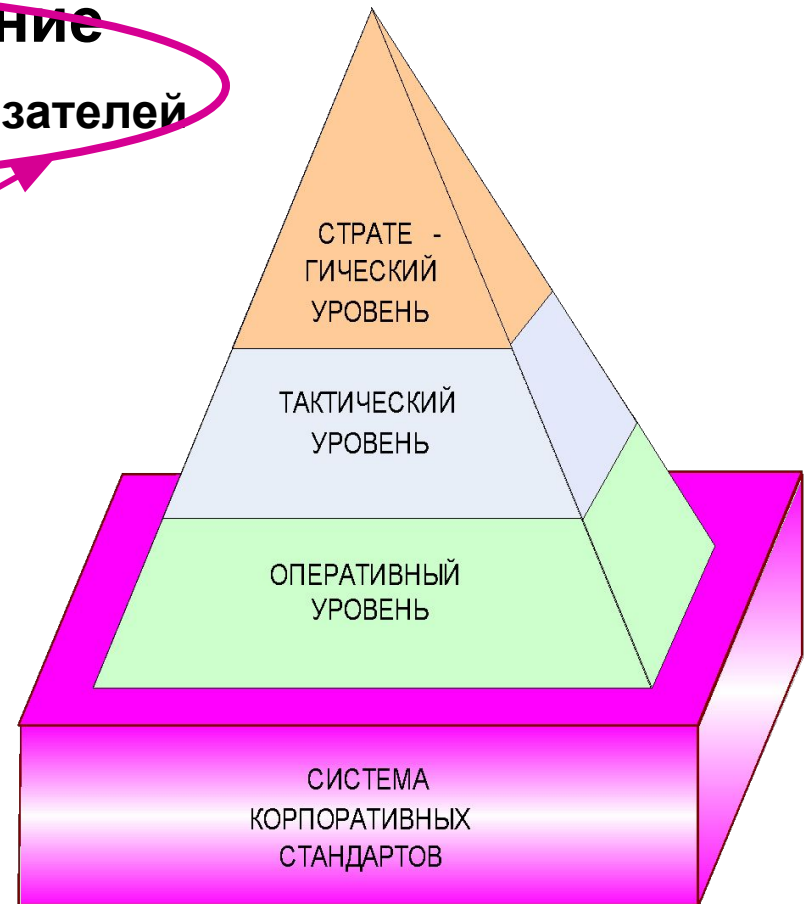 ние
зателей
СТРАТЕ -
ГИЧЕСКИЙ
УРОВЕНЬ
ТАКТИЧЕСКИЙ
УРОВЕНЬ
ОПЕРАТИВНЫЙ
УРОВЕНЬ
СИСТЕМА
КОРПОРАТИВНЫХ
СТАНДАРТОВ